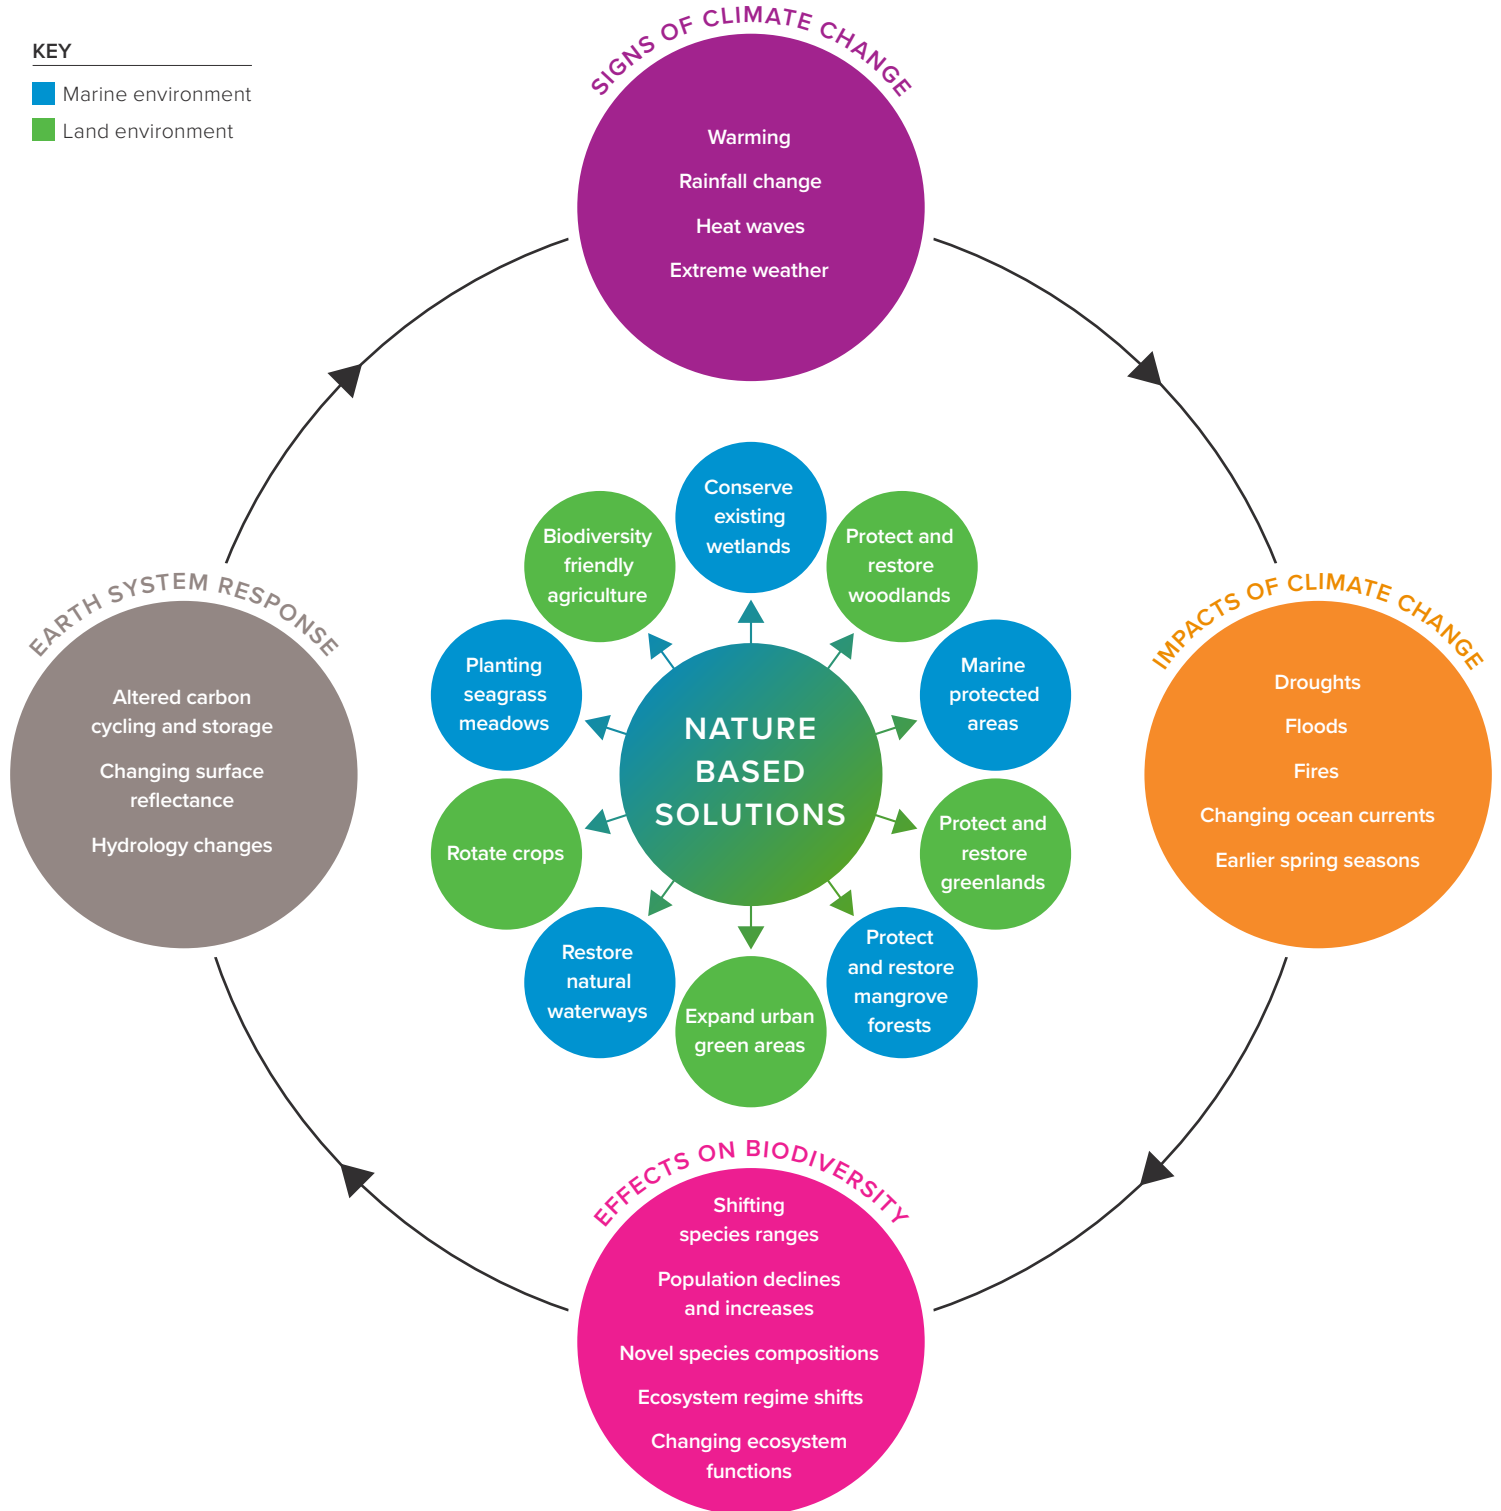 KEY
Marine environment
Land environment
SIGNS OF CLIMATE CHANGE
Warming
Rainfall change
Heat waves
Extreme weather
IMPACTS OF CLIMATE CHANGE
Droughts
Floods
Fires
Changing ocean currents
Earlier spring seasons
EFFECTS ON BIODIVERSITY
Shifting
species ranges
Population declines
and increases
Novel species compositions
Ecosystem regime shifts
Changing ecosystem
functions
EARTH SYSTEM RESPONSE
Altered carbon
cycling and storage
Changing surface
reflectance
Hydrology changes
NATURE
BASED
SOLUTIONS
Conserve
existing
wetlands
Protect and
restore
woodlands
Marine
protected
areas
Protect and
restore
greenlands
Protect
and restore
mangrove
forests
Expand urban
green areas
Restore
natural
waterways
Rotate crops
Planting
seagrass
meadows
Biodiversity
friendly
agriculture